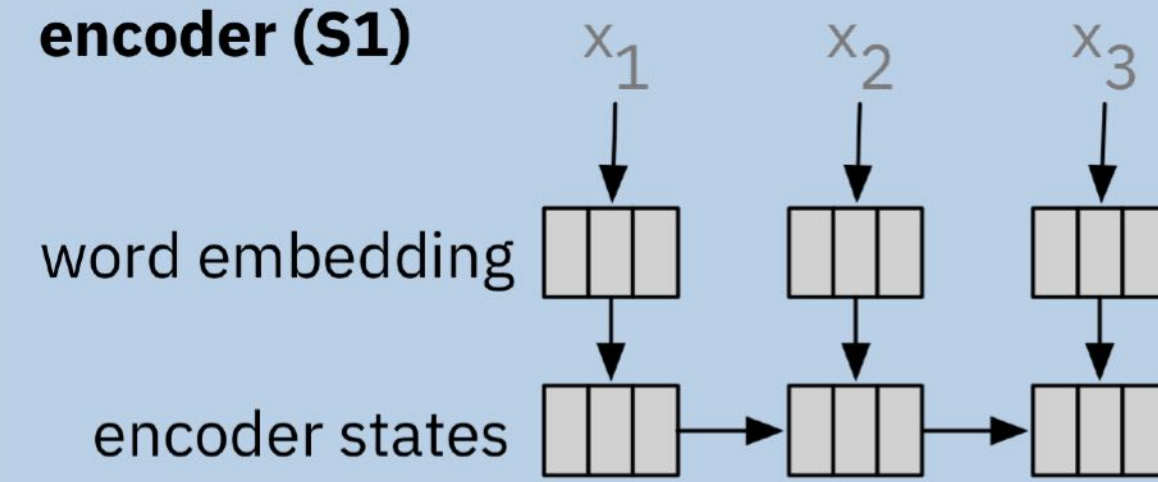 encoder (S1) x1 x2 x3
word embedding
encoder states